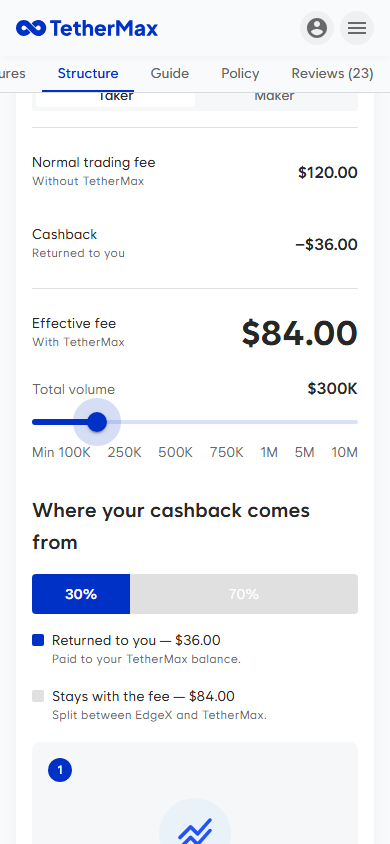 TetherMax
ures Structure Guide Policy Reviews (23)
Taker Maker
Normal trading fee
Without TetherMax
$120.00
Cashback
Returned to you
−$36.00
Effective fee
With TetherMax
$84.00
Total volume $300K
Min 100K 250K 500K 750K 1M 5M 10M
Where your cashback comes
from
30% 70%
Returned to you — $36.00
Paid to your TetherMax balance.
Stays with the fee — $84.00
Split between EdgeX and TetherMax.
1